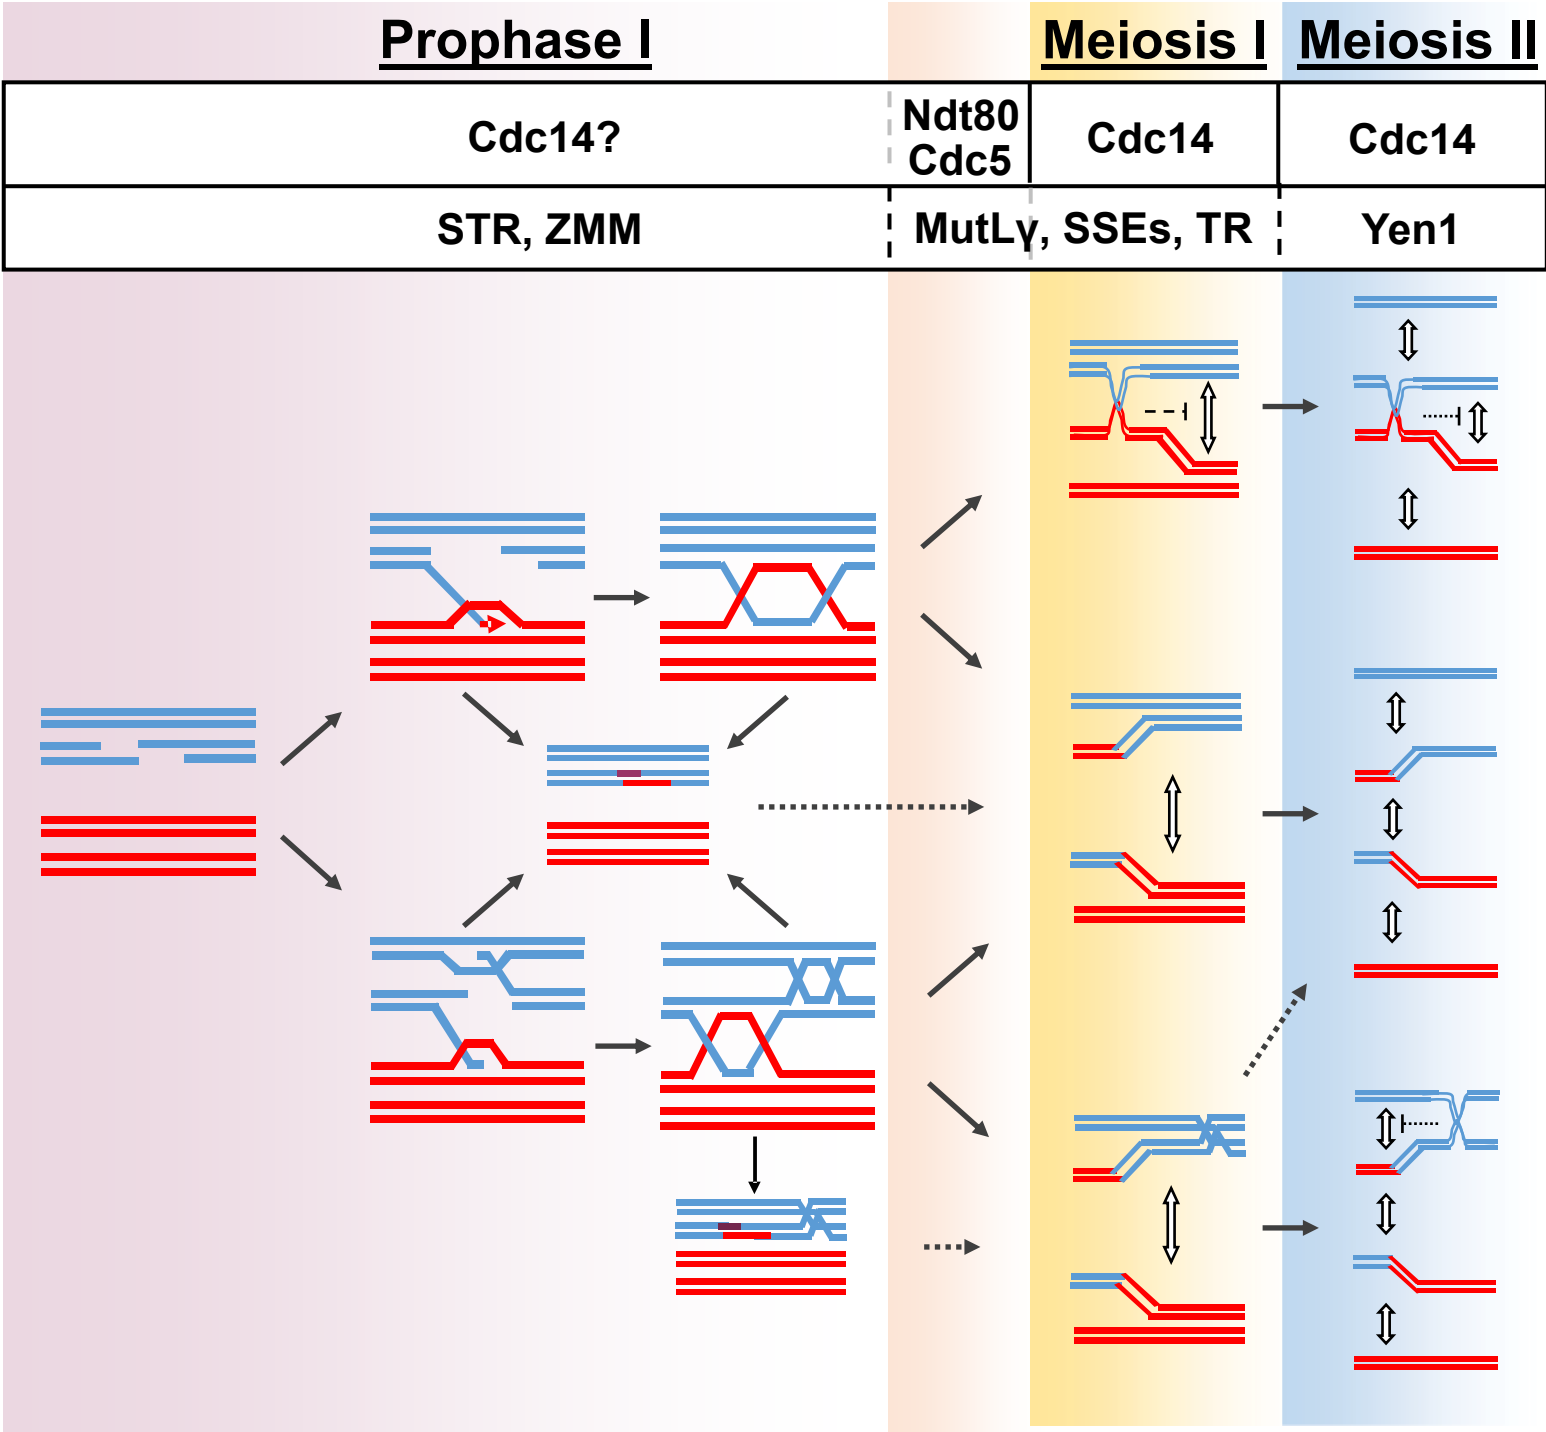 Prophase I
Meiosis I
Meiosis II
Cdc14?
Ndt80
Cdc5
Cdc14
Cdc14
STR, ZMM
MutLγ, SSEs, TR
Yen1